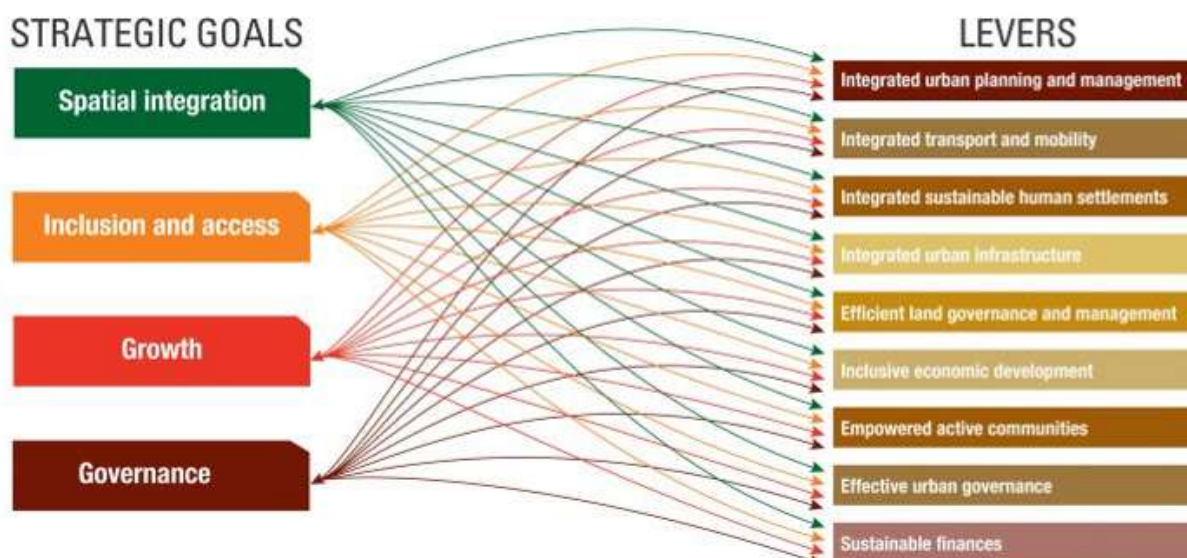 STRATEGIC GOALS
Spatial integration
Inclusion and access
Growth
Governance
LEVERS
Integrated urban planning and management
Integrated transport and mobility
Integrated sustainable human settlements
Integrated urban infrastructure
Efficient land governance and management
Inclusive economic development
Empowered active communities
Effective urban governance
Sustainable finances